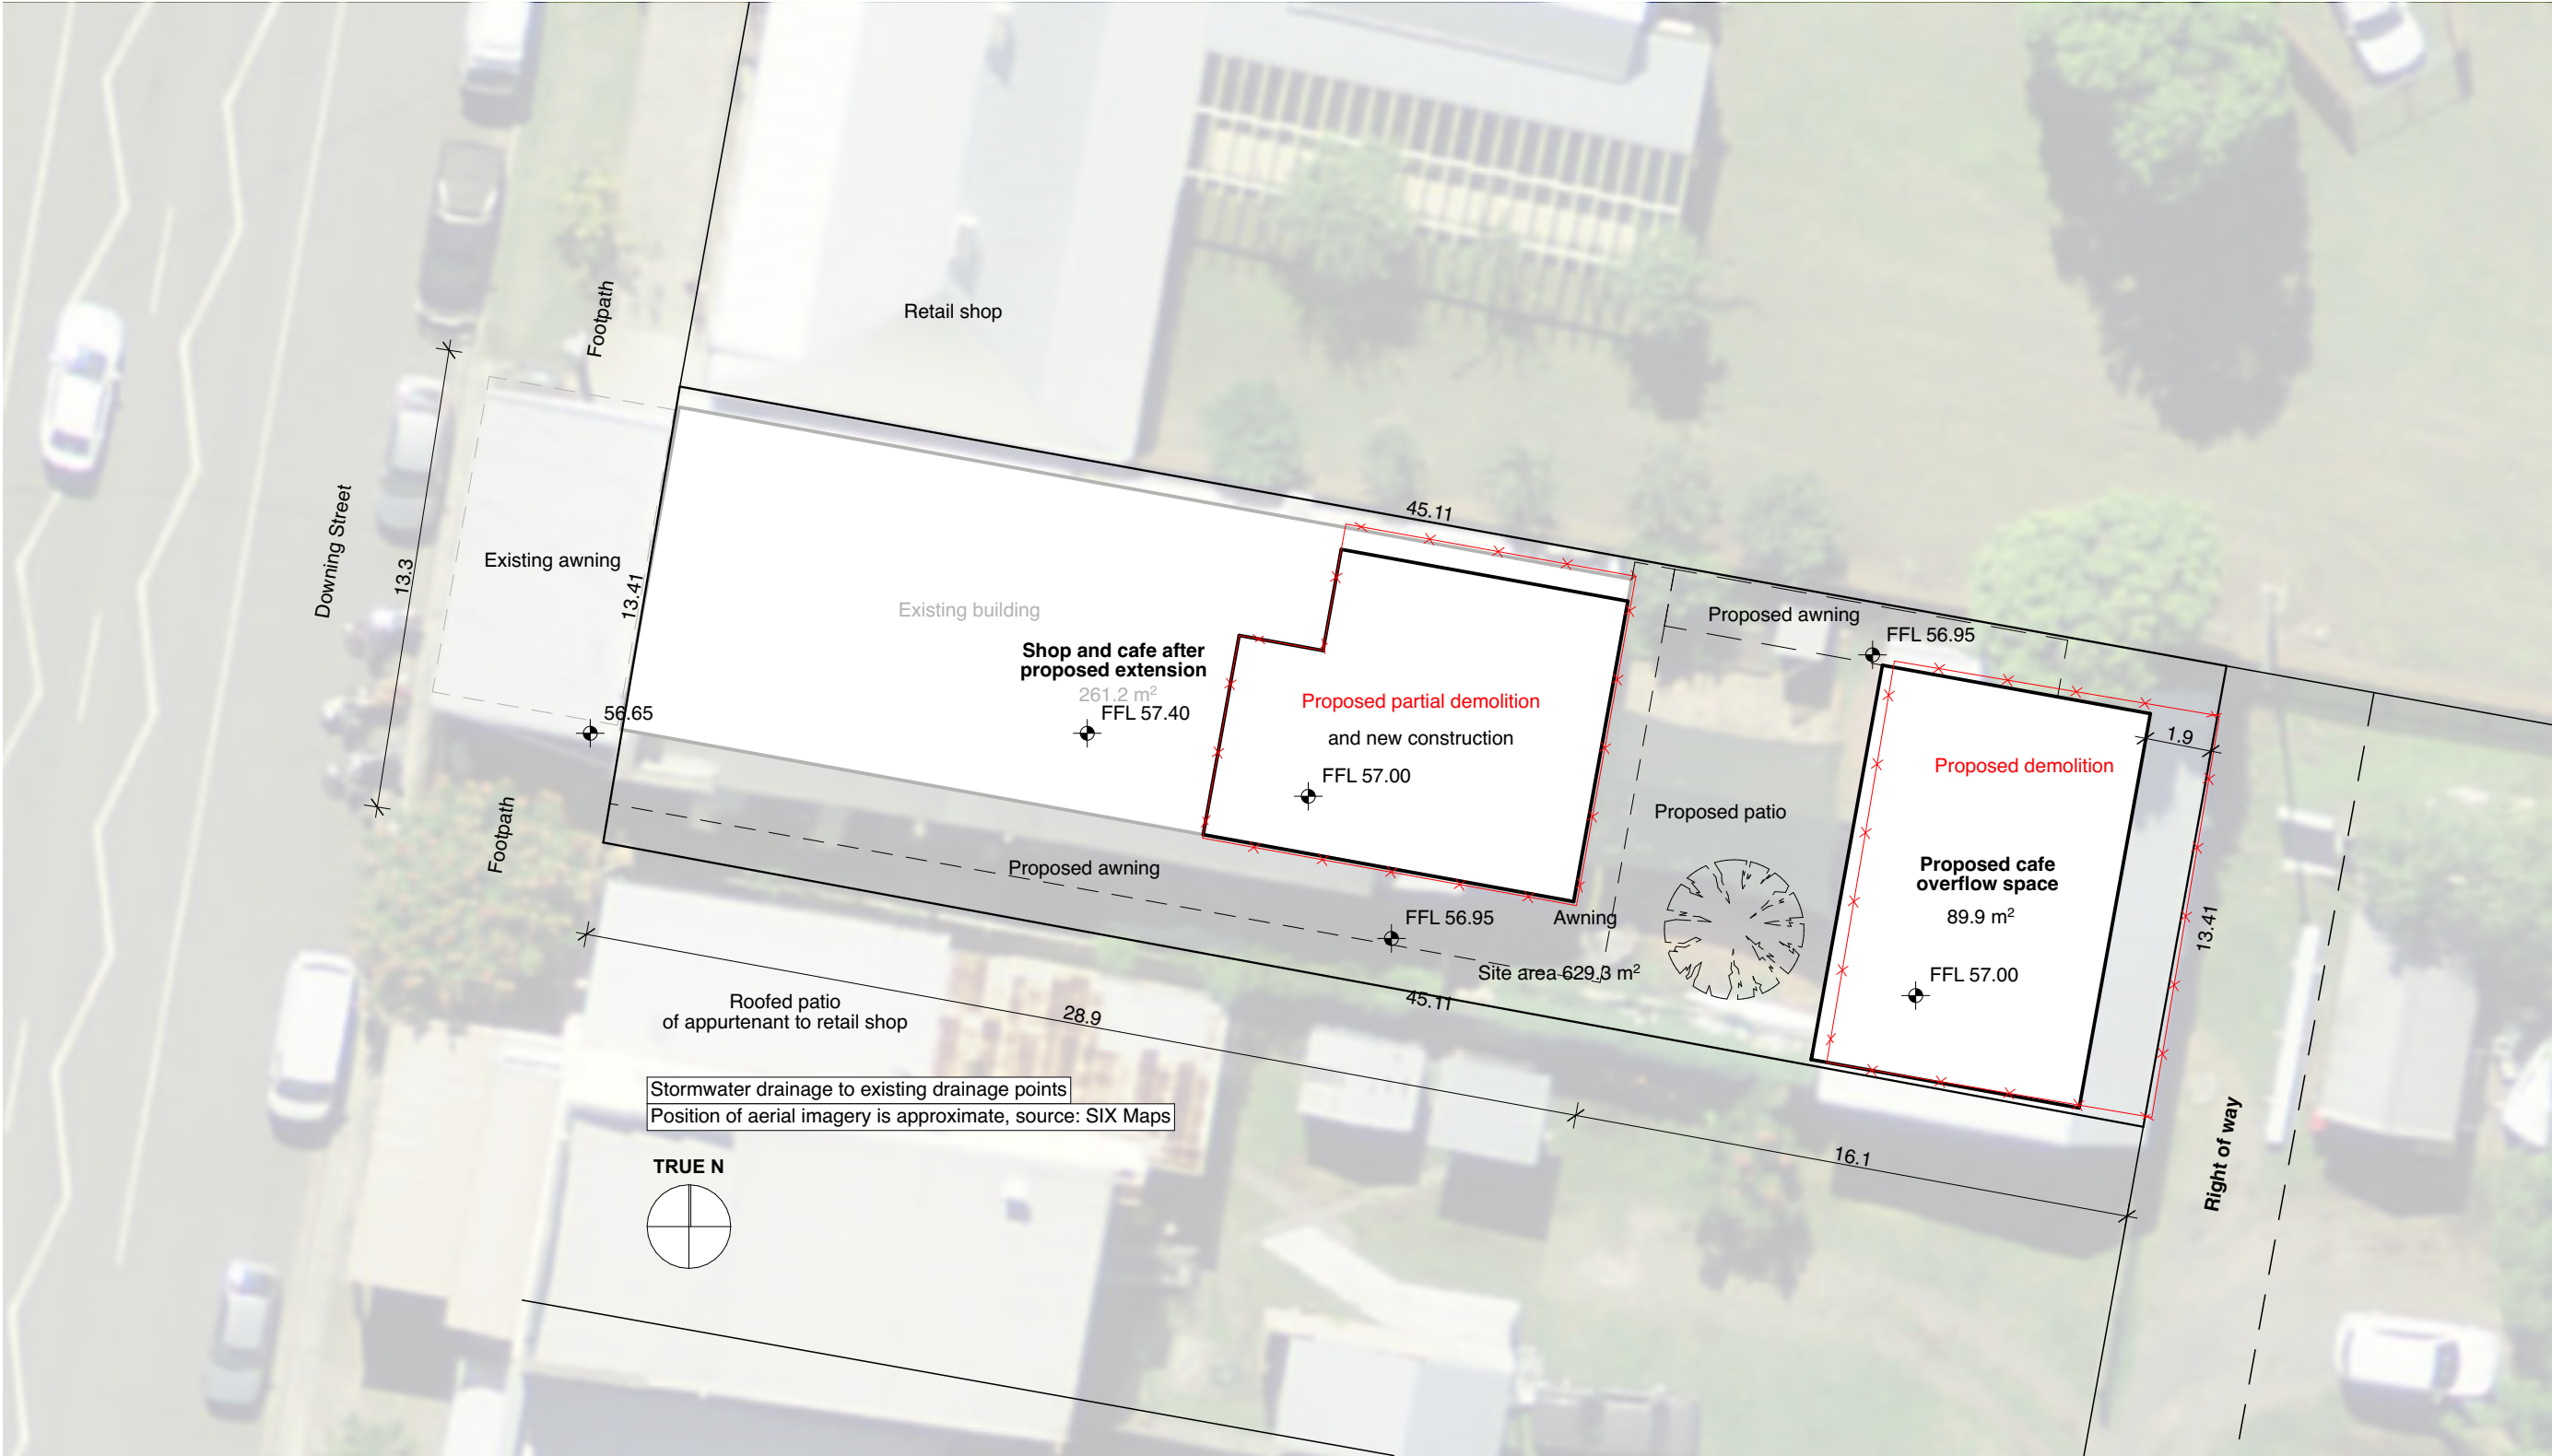 Retail shop
Footpath
Downing Street
13.3
Existing awning
13.41
45.11
Existing building
Shop and cafe after
proposed extension
261.2 m²
FFL 57.40
56.65
Proposed partial demolition
and new construction
FFL 57.00
Proposed awning
FFL 56.95
1.9
Proposed demolition
Proposed patio
Proposed cafe
overflow space
89.9 m²
FFL 57.00
13.41
Footpath
Proposed awning
FFL 56.95
Awning
Site area 629.3 m²
45.11
Roofed patio
of appurtenant to retail shop
28.9
16.1
Right of way
Stormwater drainage to existing drainage points
Position of aerial imagery is approximate, source: SIX Maps
TRUE N